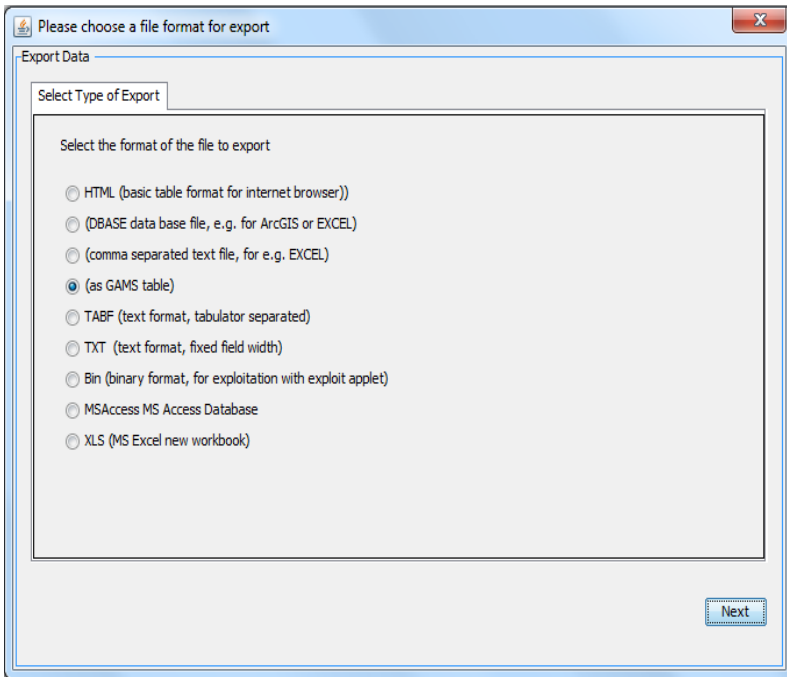 Please choose a file format for export
Export Data
Select Type of Export
Select the format of the file to export
HTML (basic table format for internet browser))
(DBASE data base file, e.g. for ArcGIS or EXCEL)
(comma separated text file, for e.g. EXCEL)
(as GAMS table)
TABF (text format, tabulator separated)
TXT (text format, fixed field width)
Bin (binary format, for exploitation with exploit applet)
MSAccess MS Access Database
XLS (MS Excel new workbook)
Next